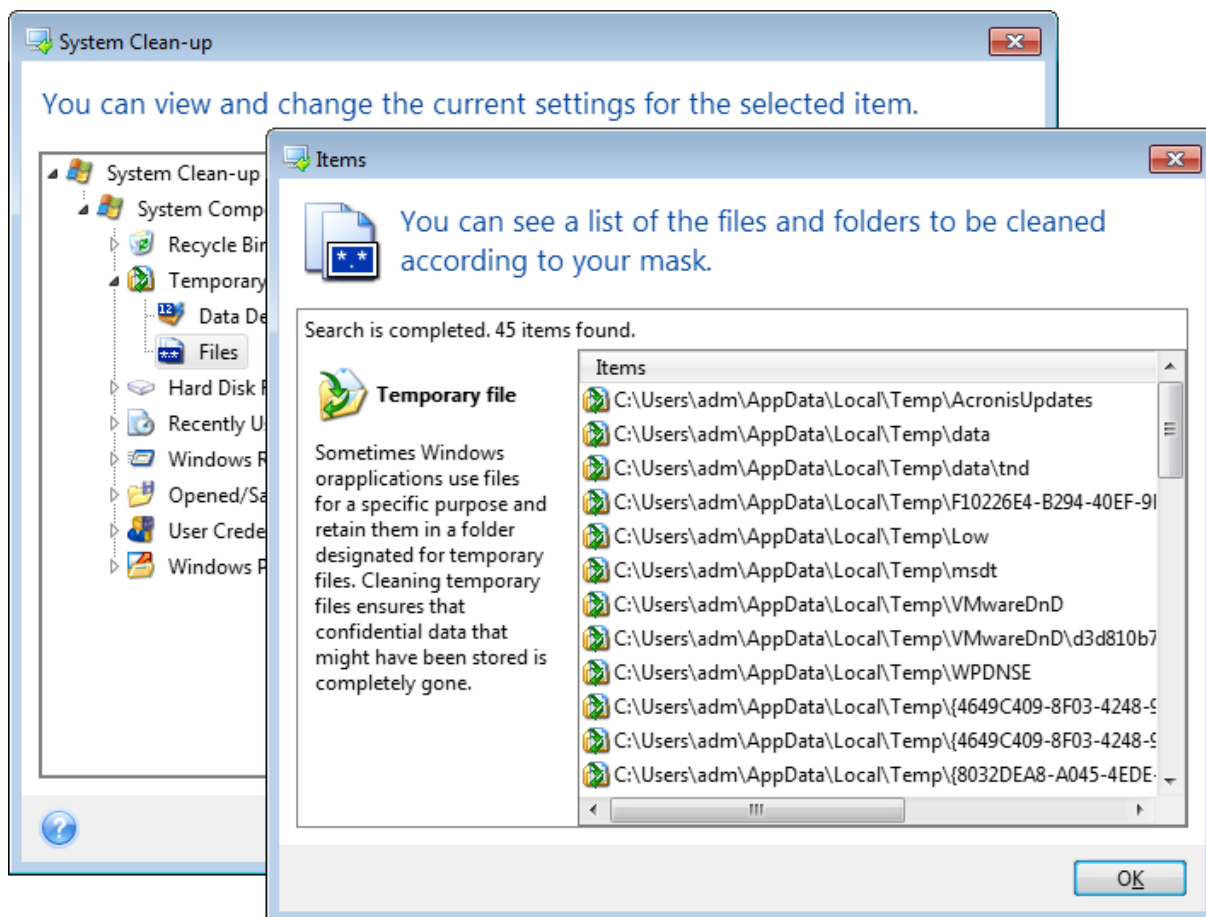 System Clean-up
You can view and change the current settings for the selected item.
System Clean-up
System Comp
Recycle Bin
Temporary
Data De
Files
Hard Disk F
Recently U
Windows R
Opened/Sa
User Crede
Windows P
Items
You can see a list of the files and folders to be cleaned
according to your mask.
*.*
Search is completed. 45 items found.
Temporary file
Sometimes Windows
orapplications use files
for a specific purpose and
retain them in a folder
designated for temporary
files. Cleaning temporary
files ensures that
confidential data that
might have been stored is
completely gone.
Items
C:\Users\adm\AppData\Local\Temp\AcronisUpdates
C:\Users\adm\AppData\Local\Temp\data
C:\Users\adm\AppData\Local\Temp\data\tnd
C:\Users\adm\AppData\Local\Temp\F10226E4-B294-40EF-9
C:\Users\adm\AppData\Local\Temp\Low
C:\Users\adm\AppData\Local\Temp\msdt
C:\Users\adm\AppData\Local\Temp\VMwareDnD
C:\Users\adm\AppData\Local\Temp\VMwareDnD\d3d810b7
C:\Users\adm\AppData\Local\Temp\WPDNSE
C:\Users\adm\AppData\Local\Temp\{4649C409-8F03-4248-9
C:\Users\adm\AppData\Local\Temp\{4649C409-8F03-4248-9
C:\Users\adm\AppData\Local\Temp\{8032DEA8-A045-4EDE-
OK